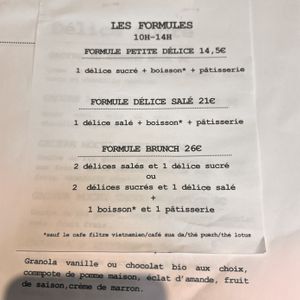 LES FORMULES
10H-14H
FORMULE PETITE DÉLICE 14,5€
1 délice sucré + boisson* + pâtisserie
FORMULE DÉLICE SALÉ 21€
1 délice salé + boisson* + pâtisserie
FORMULE BRUNCH 26€
2 délices salés et 1 délice sucré
ou
2 délices sucrés et 1 délice salé
+
1 boisson* et 1 pâtisserie
*sauf le cafe filtre vietnamien/café sua da/thé puerh/thé lotus
Granola vanille ou chocolat bio aux choix,
commpote de pomme maison, éclat d'amande, fruit
de saison,crème de marron.